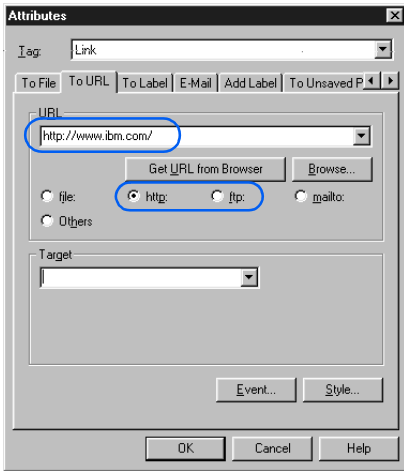 Attributes
Tag: Link
To File To URL To Label E-Mail Add Label To Unsaved P
URL
http://www.ibm.com/
Get URL from Browser Browse...
file: http: ftp: mailto:
Others
Target
Event... Style...
OK Cancel Help